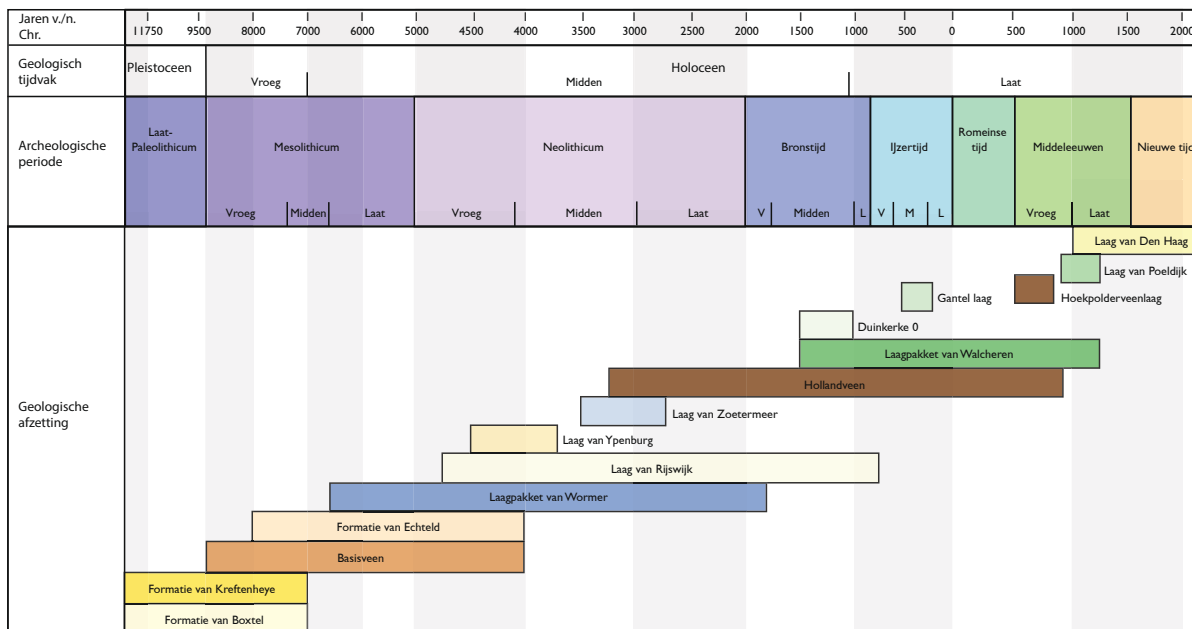 Jaren v./n.
Chr.
11750 9500 8000 7000 6000 5000 4000 3000 2000 1500 1000 500 0 500 1000 1500 2000
Geologisch
tijdvak
Pleistoceen
Holoceen
Vroeg
Midden
Laat
Archeologische
periode
Laat-
Paleolithicum
Mesolithicum
Neolithicum
Bronstijd
IJzertijd
Romeinse
tijd
Middeleeuwen
Nieuwe tijd
Vroeg Midden Laat Vroeg Midden Laat V Midden L V M L Vroeg Laat
Geologische
afzetting
Laag van Den Haag
Laag van Poeldijk
Gantel laag
Hoekpolderveenlaag
Duinkerke 0
Laagpakket van Walcheren
Hollandveen
Laag van Zoetermeer
Laag van Ypenburg
Laag van Rijswijk
Laagpakket van Wormer
Formatie van Echteld
Basisveen
Formatie van Kreftenheye
Formatie van Boxtel